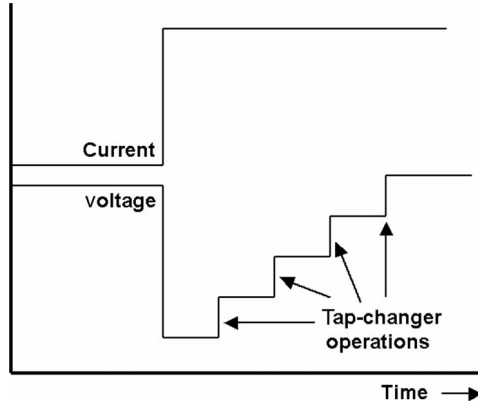 Current
voltage
Tap-changer
operations
Time